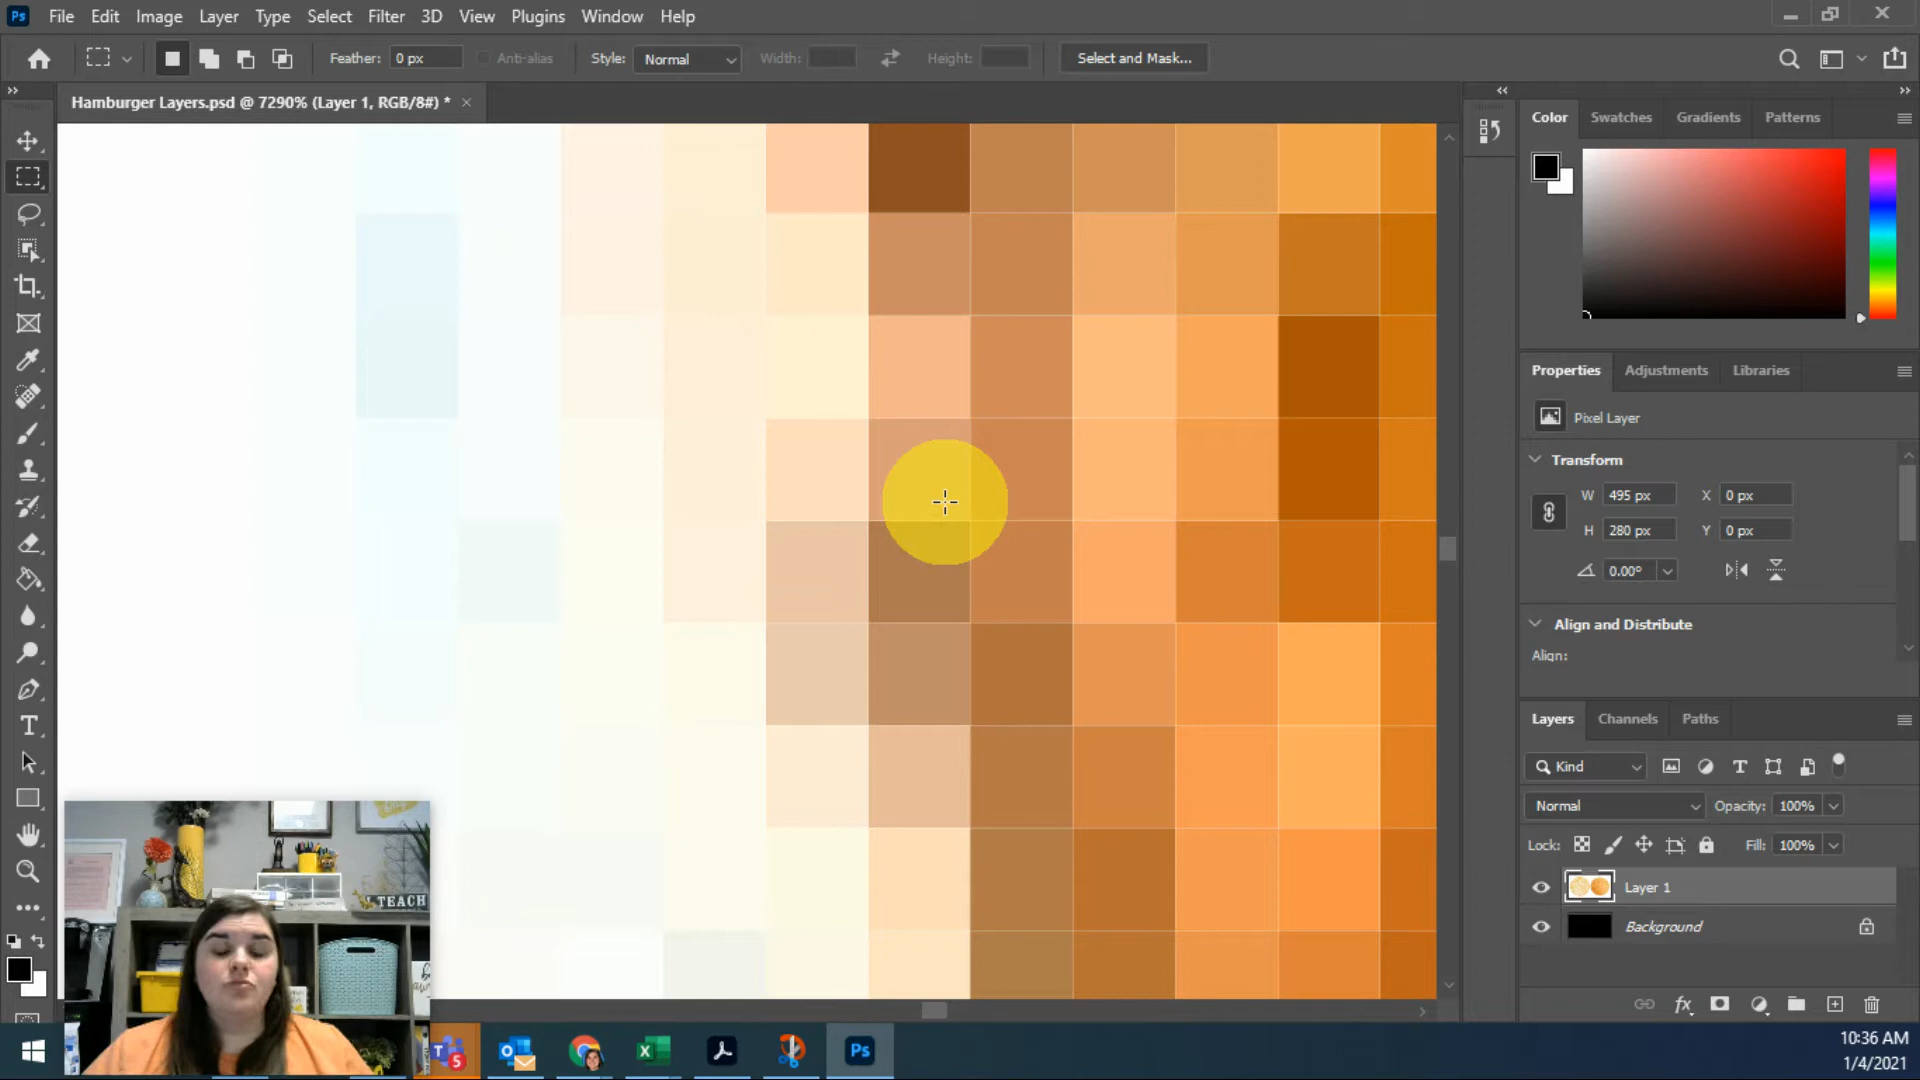 Ps File Edit Image Layer Type Select Filter 3D View Plugins Window Help
Feather: 0 px Anti-alias Style: Normal Width: Height: Select and Mask...
Hamburger Layers.psd @ 7290% (Layer 1, RGB/8#) *
Color Swatches Gradients Patterns
Properties Adjustments Libraries
Pixel Layer
Transform
W 495 px X 0 px
H 280 px Y 0 px
0.00°
Align and Distribute
Align:
Layers Channels Paths
Kind
Normal Opacity: 100%
Lock: Fill: 100%
Layer 1
Background
TEACH
5
Ps
10:36 AM
1/4/2021